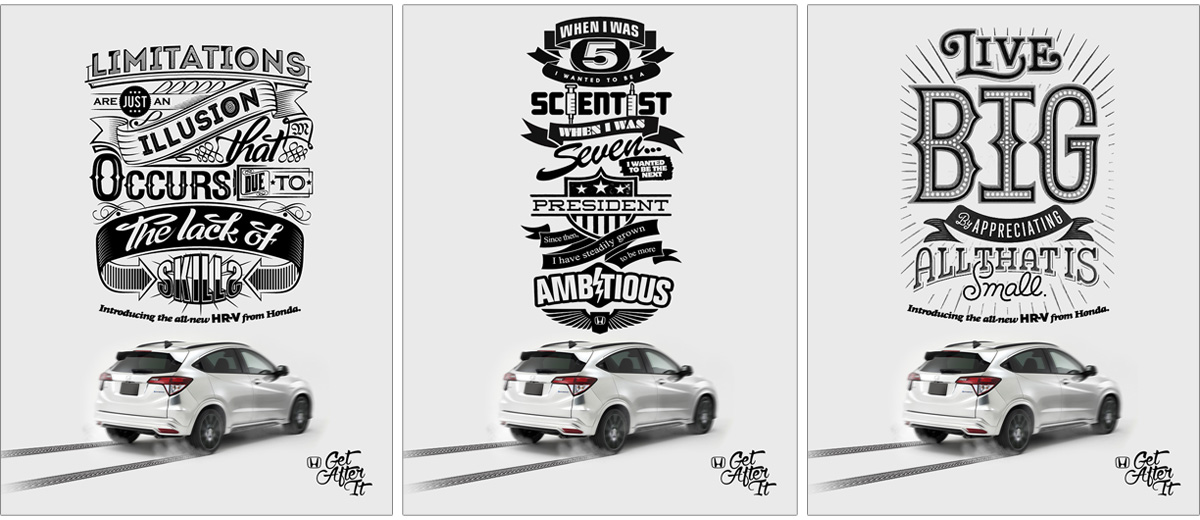 LIMITATIONS
ARE JUST AN
ILLUSION
that
OCCURS DUE TO
The lack of
SKILLS
Introducing the all-new HR-V from Honda.
Get
After
It
WHEN I WAS
5
I WANTED TO BE A
SCIENTIST
WHEN I WAS
Seven...
I WANTED
TO BE THE
NEXT
PRESIDENT
Since then
I have steadily grown
to be more
AMBITIOUS
Get
After
It
LIVE
BIG
By APPRECIATING
ALL THAT IS
Small.
Introducing the all-new HR-V from Honda.
Get
After
It